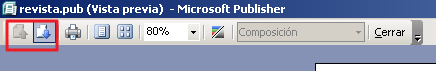 revista.pub (Vista previa) - Microsoft Publisher
80% Composición Cerrar